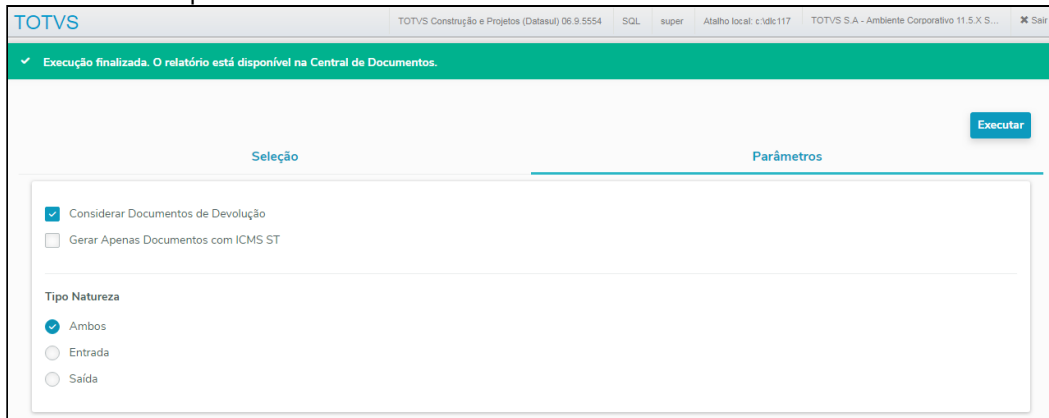 TOTVS TOTVS Construção e Projetos (Datasul) 06.9.5554 SQL super Atalho local: c:\dlc117 TOTVS S.A - Ambiente Corporativo 11.5.X S... ✖ Sair
Execução finalizada. O relatório está disponível na Central de Documentos.
Executar
Seleção Parâmetros
Considerar Documentos de Devolução
Gerar Apenas Documentos com ICMS ST
Tipo Natureza
Ambos
Entrada
Saída